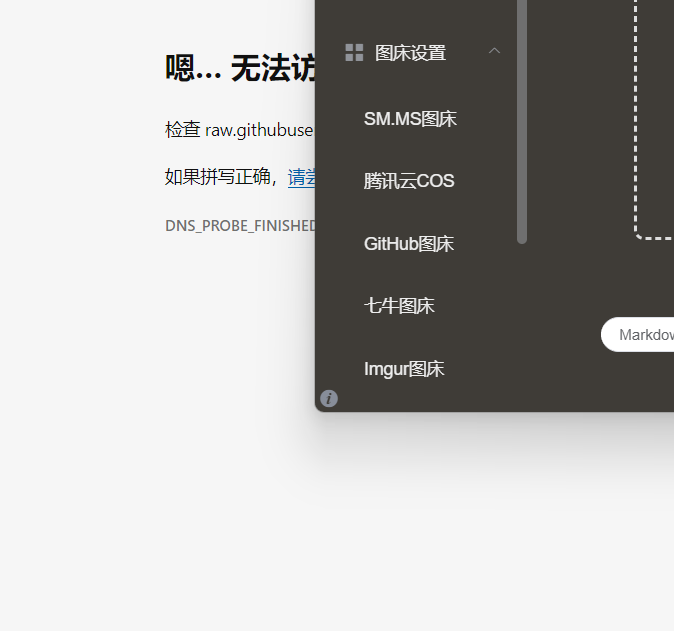 嗯… 无法访
检查 raw.githubuse
如果拼写正确，请尝
DNS_PROBE_FINISHED
图床设置
SM.MS图床
腾讯云COS
GitHub图床
七牛图床
Imgur图床
Markdow